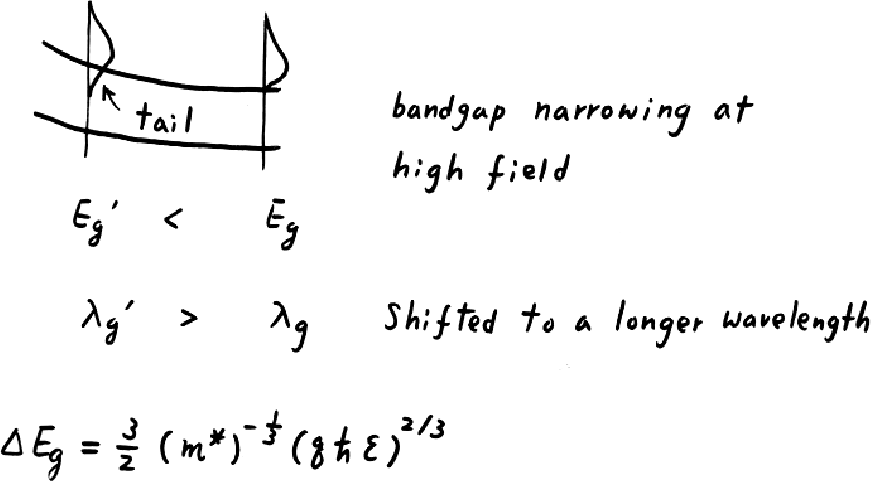 tail
bandgap narrowing at
high field
Eg' < Eg
λg' > λg Shifted to a longer wavelength
ΔEg = 3/2 (m*)^-1/3 (qħε)^2/3